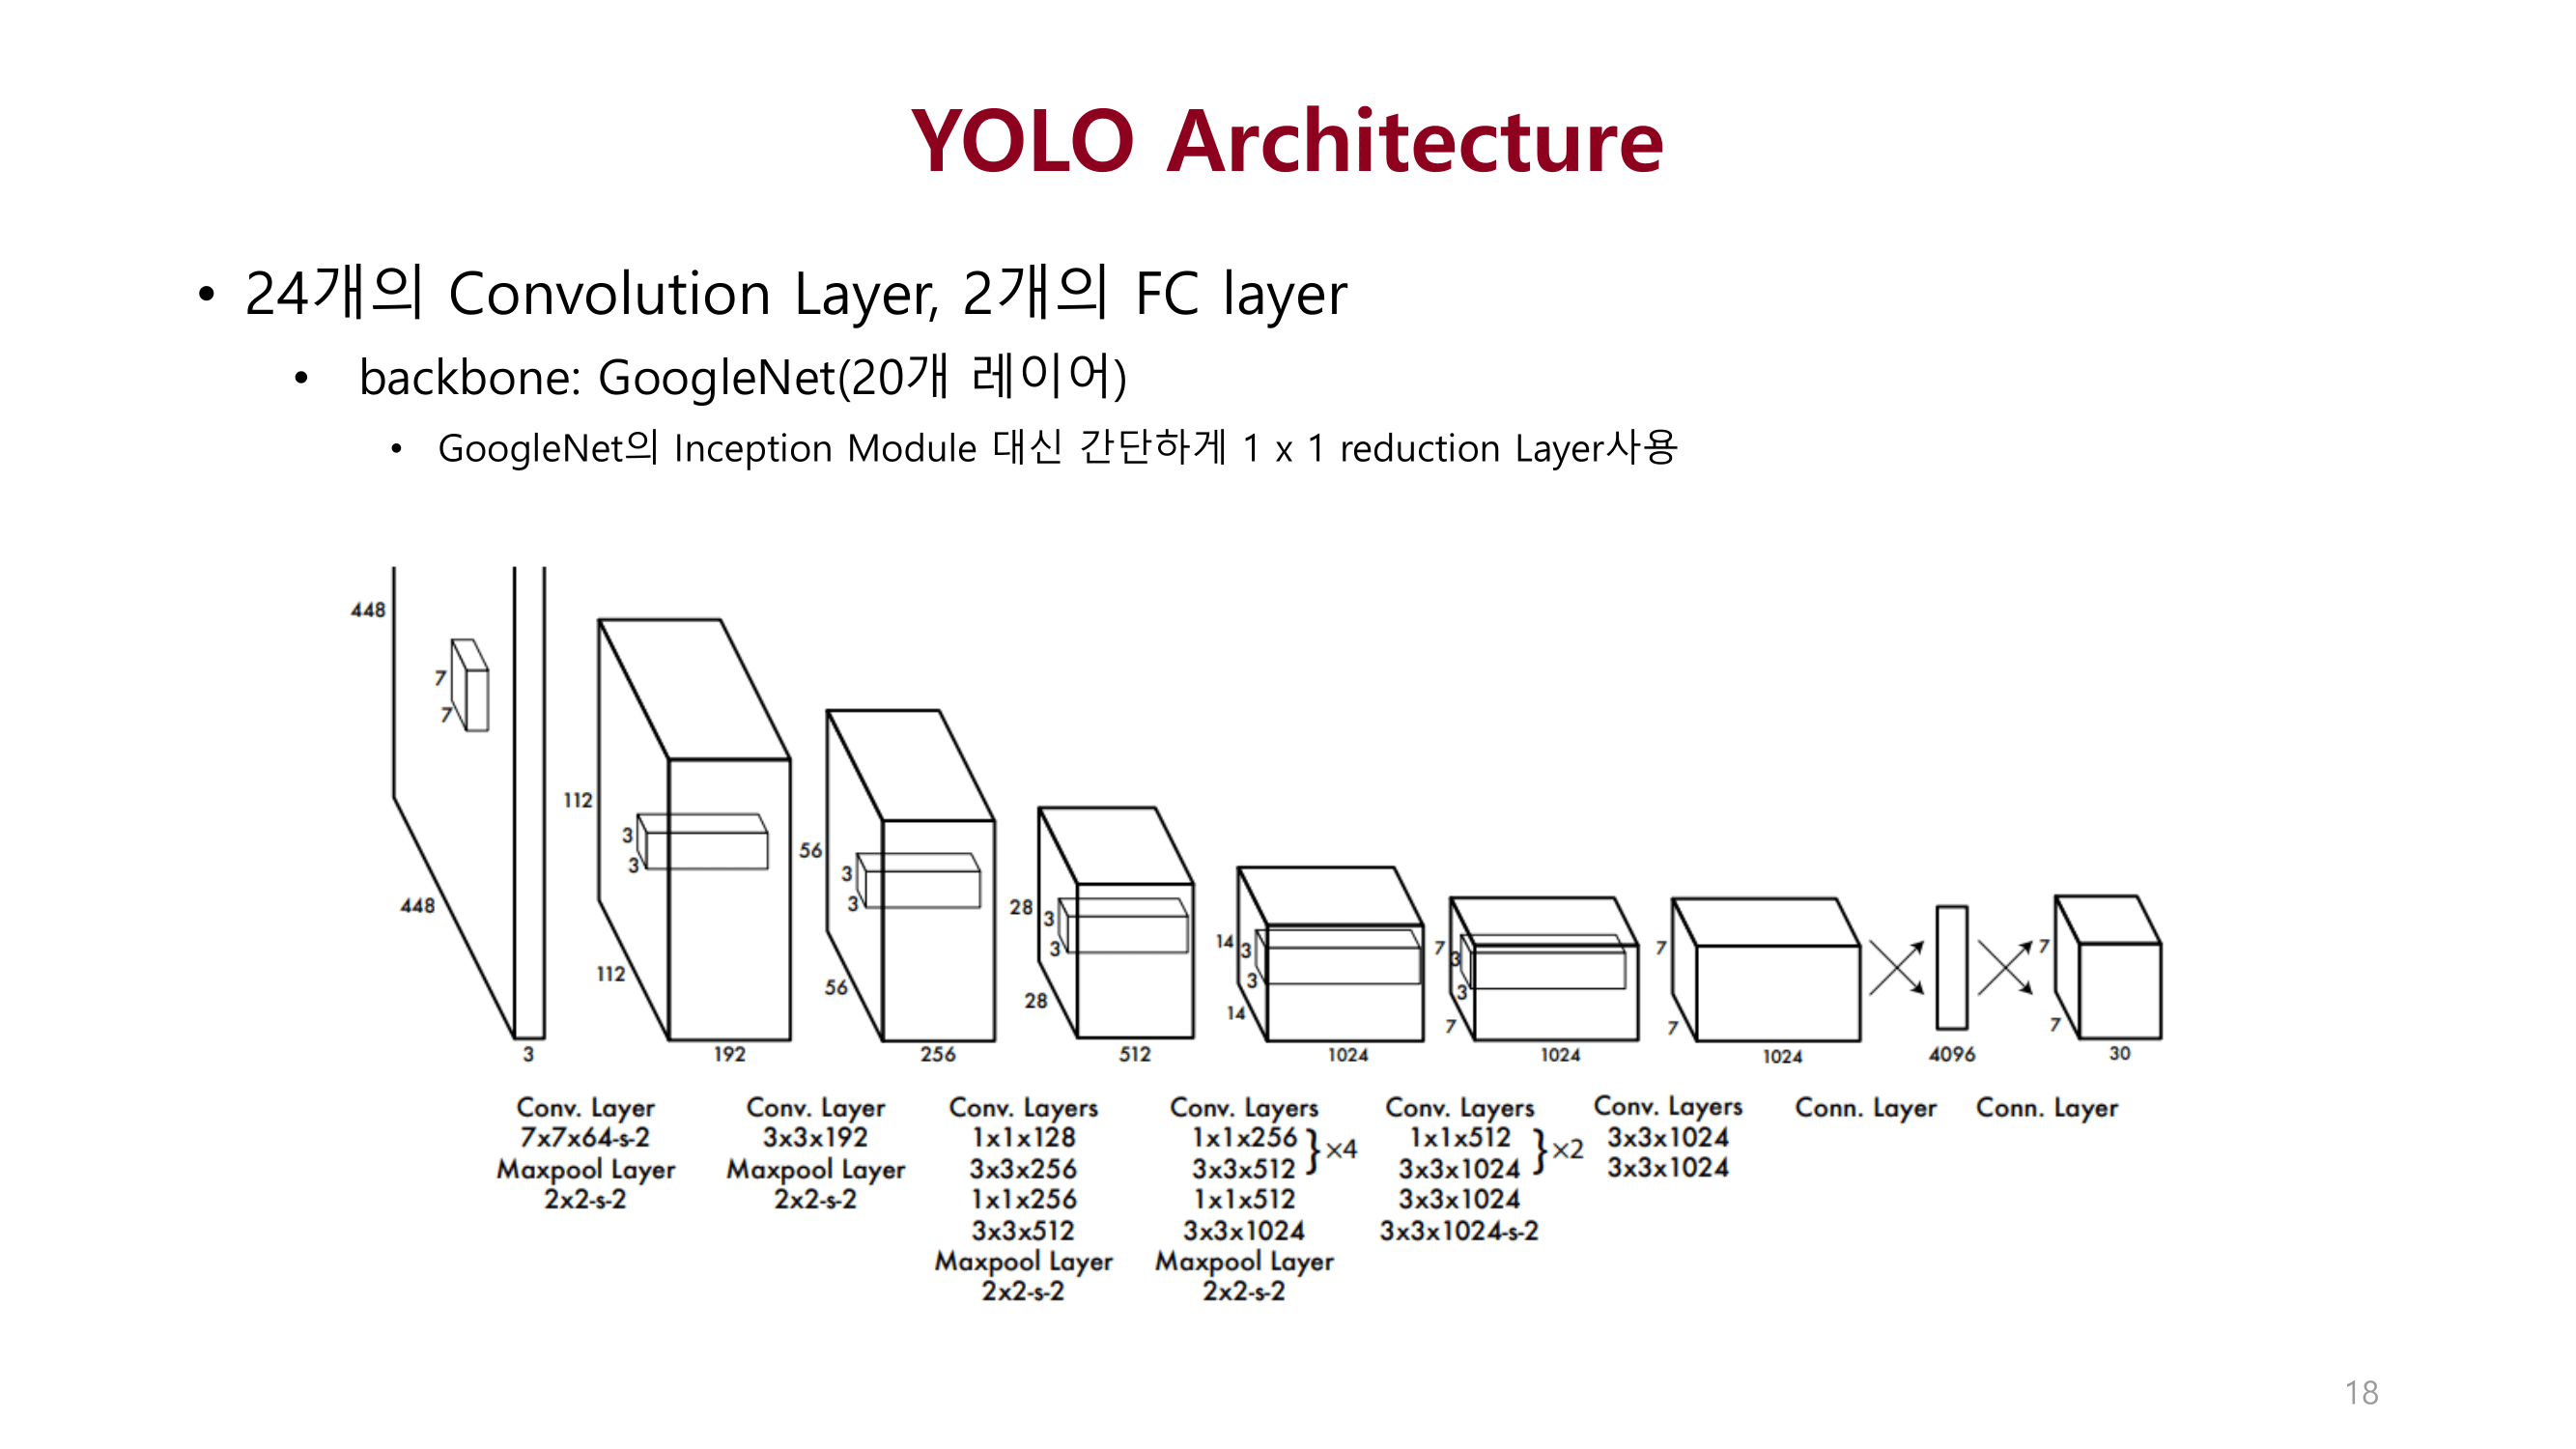 YOLO Architecture
• 24개의 Convolution Layer, 2개의 FC layer
• backbone: GoogleNet(20개 레이어)
• GoogleNet의 Inception Module 대신 간단하게 1 x 1 reduction Layer사용
448
7
7
448
3
112
3
3
112
192
56
3
3
56
256
28
3
3
28
512
14
3
3
14
1024
7
3
3
7
1024
7
7
1024
4096
7
7
30
Conv. Layer
7x7x64-s-2
Maxpool Layer
2x2-s-2
Conv. Layer
3x3x192
Maxpool Layer
2x2-s-2
Conv. Layers
1x1x128
3x3x256
1x1x256
3x3x512
Maxpool Layer
2x2-s-2
Conv. Layers
1x1x256
3x3x512
} ×4
1x1x512
3x3x1024
Maxpool Layer
2x2-s-2
Conv. Layers
1x1x512
3x3x1024
} ×2
3x3x1024
3x3x1024-s-2
Conv. Layers
3x3x1024
3x3x1024
Conn. Layer
Conn. Layer
18